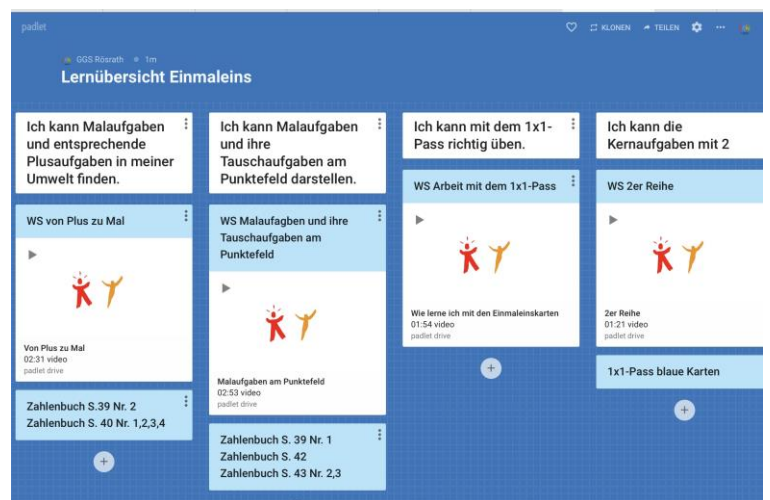 padlet
KLONEN
TEILEN
GGS Rösrath 1m
Lernübersicht Einmaleins
Ich kann Malaufgaben
und entsprechende
Plusaufgaben in meiner
Umwelt finden.
WS von Plus zu Mal
Von Plus zu Mal
02:31 video
padlet drive
Zahlenbuch S.39 Nr. 2
Zahlenbuch S. 40 Nr. 1,2,3,4
Ich kann Malaufgaben
und ihre
Tauschaufgaben am
Punktefeld darstellen.
WS Malaufagben und ihre
Tauschaufgaben am
Punktefeld
Malaufgaben am Punktefeld
02:53 video
padlet drive
Zahlenbuch S. 39 Nr. 1
Zahlenbuch S. 42
Zahlenbuch S. 43 Nr. 2,3
Ich kann mit dem 1x1-
Pass richtig üben.
WS Arbeit mit dem 1x1-Pass
Wie lerne ich mit den Einmaleinskarten
01:54 video
padlet drive
Ich kann die
Kernaufgaben mit 2
WS 2er Reihe
2er Reihe
01:21 video
padlet drive
1x1-Pass blaue Karten